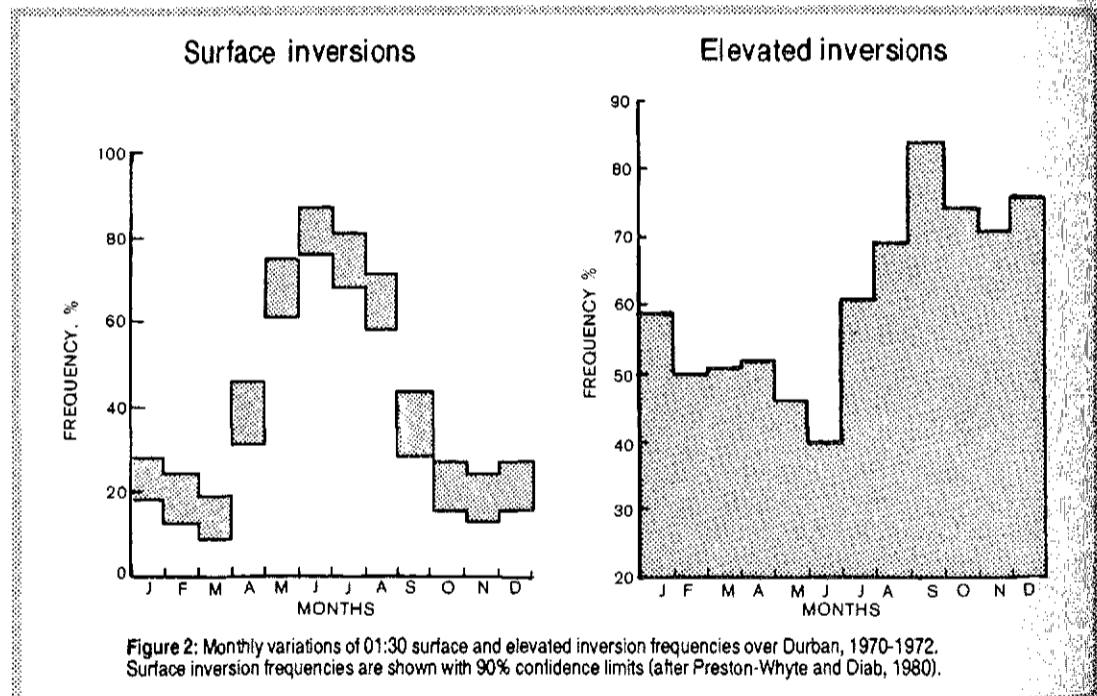 Surface inversions
Elevated inversions
100
80
60
40
20
0
FREQUENCY, %
J F M A M J J A S O N D
MONTHS
90
80
70
60
50
40
30
20
FREQUENCY %
J F M A M J J A S O N D
MONTHS
Figure 2: Monthly variations of 01:30 surface and elevated inversion frequencies over Durban, 1970-1972.
Surface inversion frequencies are shown with 90% confidence limits (after Preston-Whyte and Diab, 1980).